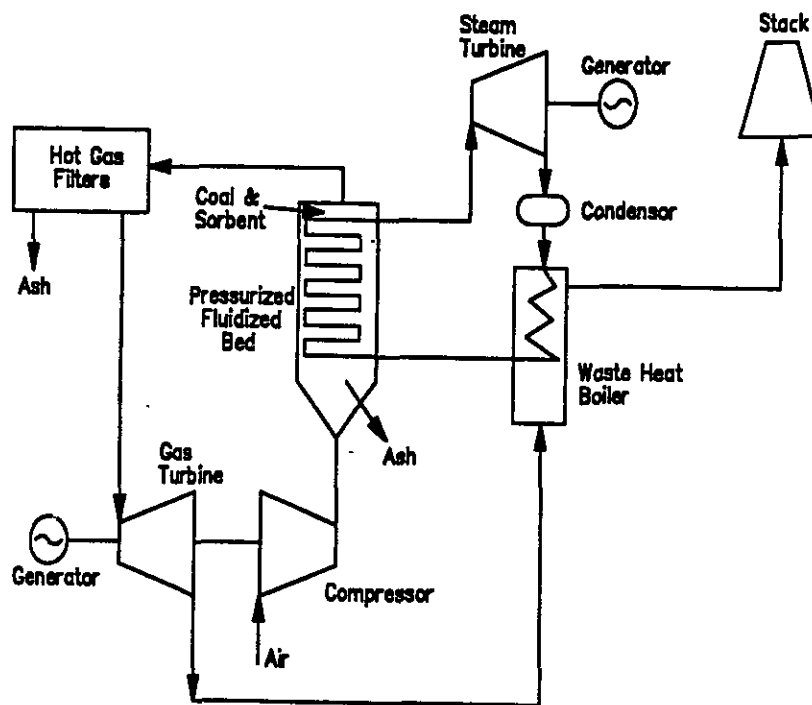 Steam
Turbine
Generator
Stack
Hot Gas
Filters
Coal &
Sorbent
Condensor
Ash
Pressurized
Fluidized
Bed
Waste Heat
Boiler
Ash
Gas
Turbine
Generator
Compressor
Air